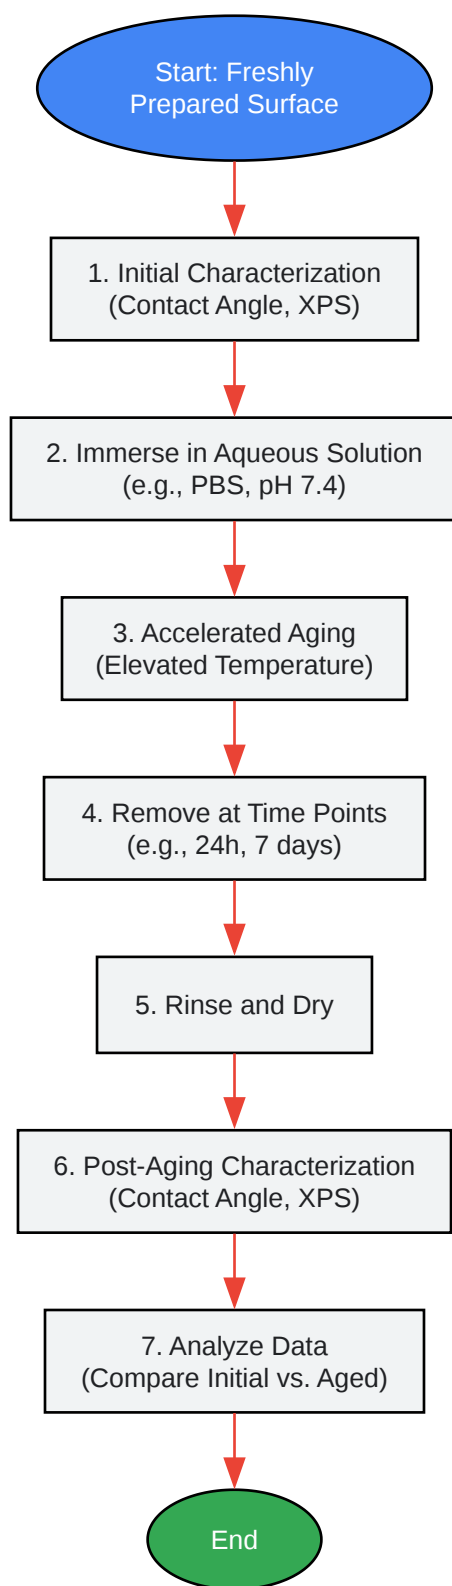 Start: Freshly
Prepared Surface
1. Initial Characterization
(Contact Angle, XPS)
2. Immerse in Aqueous Solution
(e.g., PBS, pH 7.4)
3. Accelerated Aging
(Elevated Temperature)
4. Remove at Time Points
(e.g., 24h, 7 days)
5. Rinse and Dry
6. Post-Aging Characterization
(Contact Angle, XPS)
7. Analyze Data
(Compare Initial vs. Aged)
End